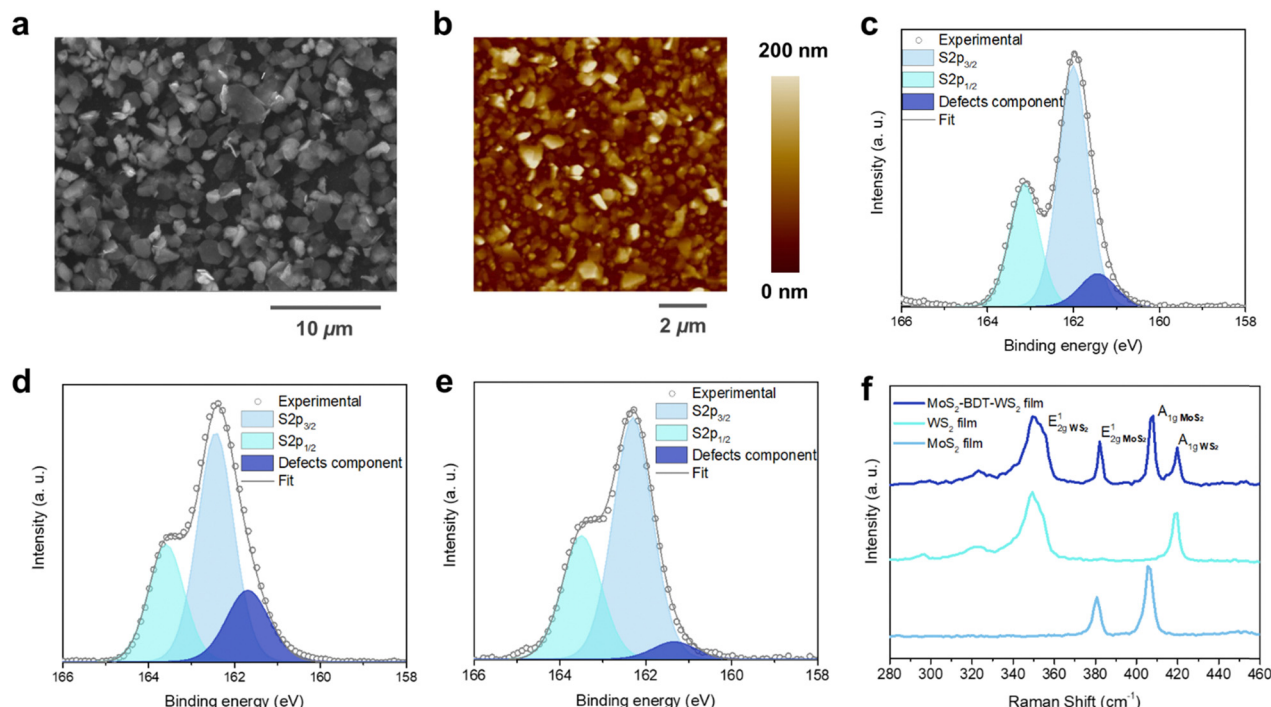 a
10 µm
b
200 nm
0 nm
2 µm
c
Experimental
S2p3/2
S2p1/2
Defects component
Fit
Intensity (a. u.)
166 164 162 160 158
Binding energy (eV)
d
Experimental
S2p3/2
S2p1/2
Defects component
Fit
Intensity (a. u.)
166 164 162 160 158
Binding energy (eV)
e
Experimental
S2p3/2
S2p1/2
Defects component
Fit
Intensity (a. u.)
166 164 162 160 158
Binding energy (eV)
f
MoS2-BDT-WS2 film
WS2 film
MoS2 film
E¹2g WS2
E¹2g MoS2
A1g MoS2
A1g WS2
Intensity (a. u.)
280 300 320 340 360 380 400 420 440 460
Raman Shift (cm⁻¹)